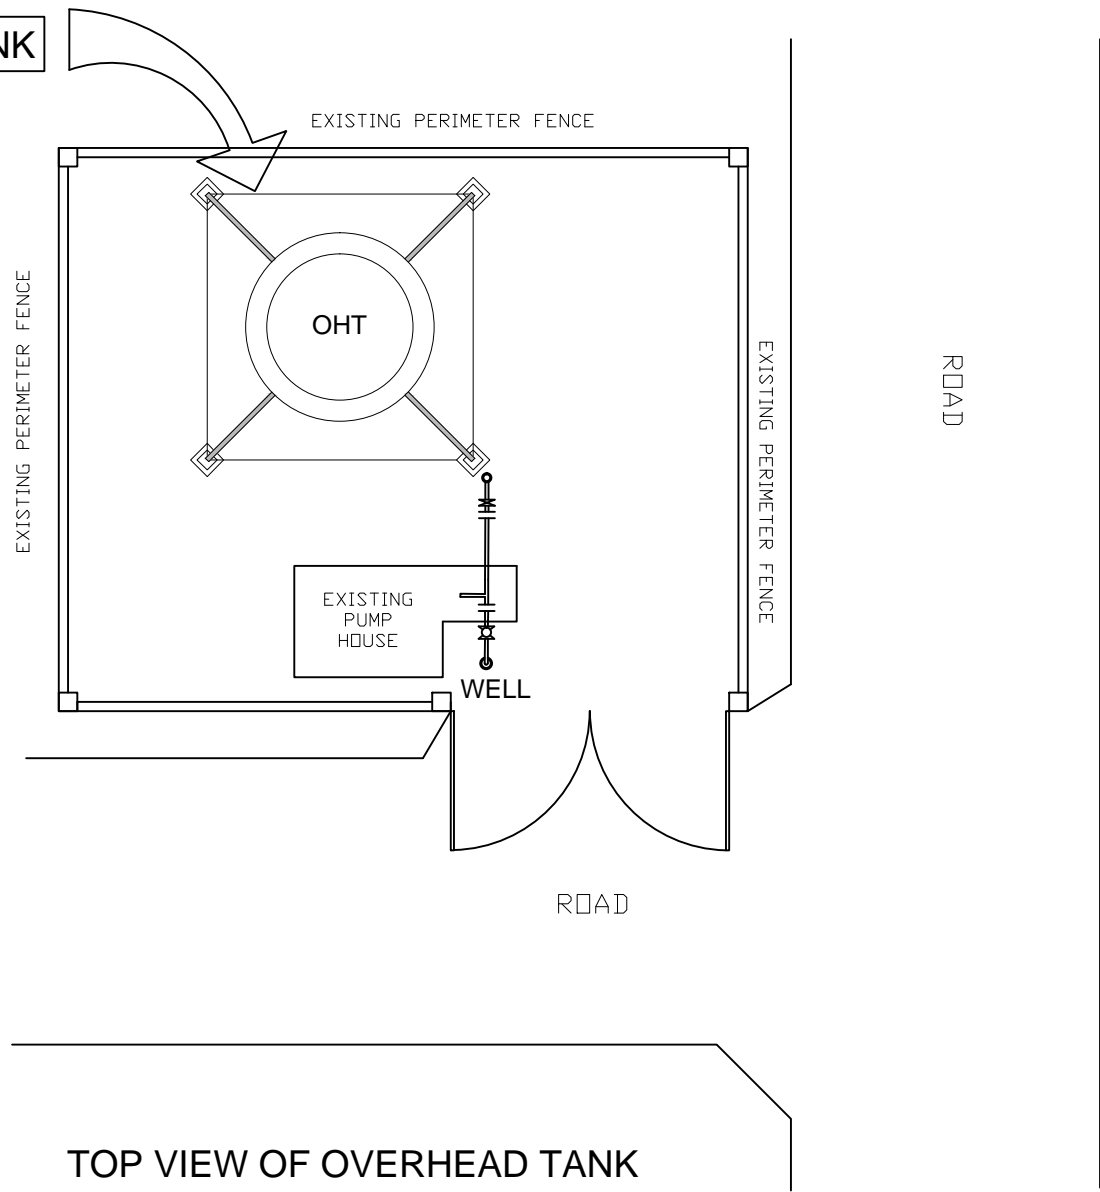 EXISTING PERIMETER FENCE
EXISTING PERIMETER FENCE
OHT
EXISTING PERIMETER FENCE
ROAD
EXISTING
PUMP
HOUSE
WELL
ROAD
TOP VIEW OF OVERHEAD TANK